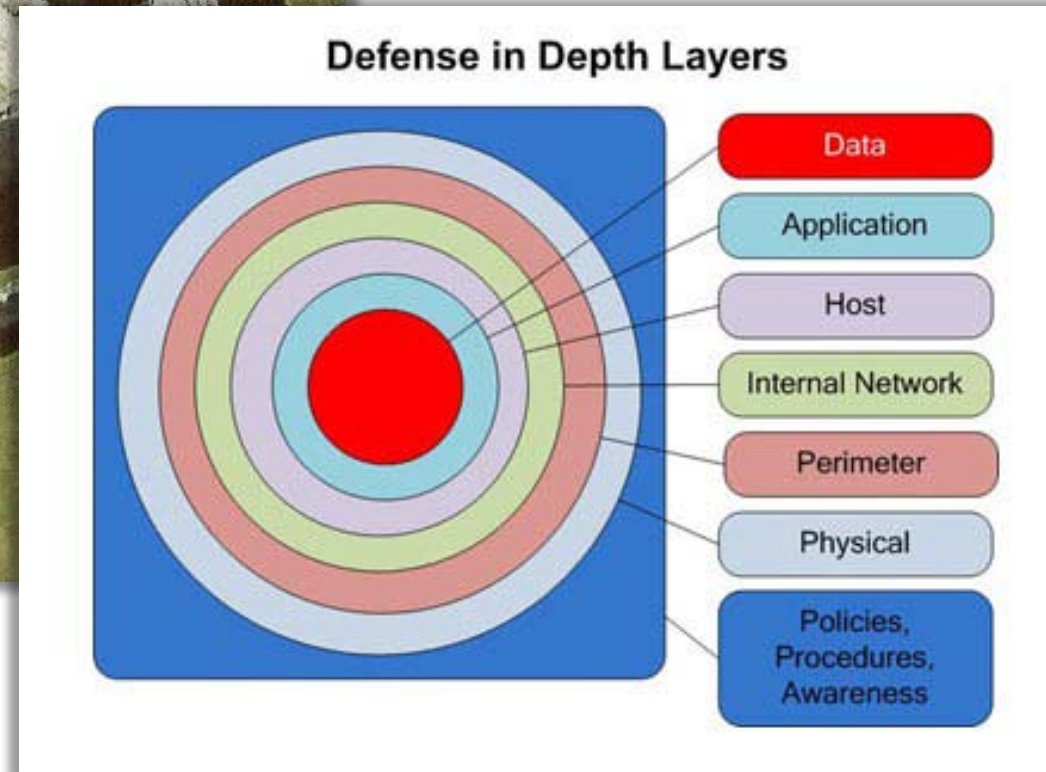 Defense in Depth Layers
Data
Application
Host
Internal Network
Perimeter
Physical
Policies,
Procedures,
Awareness